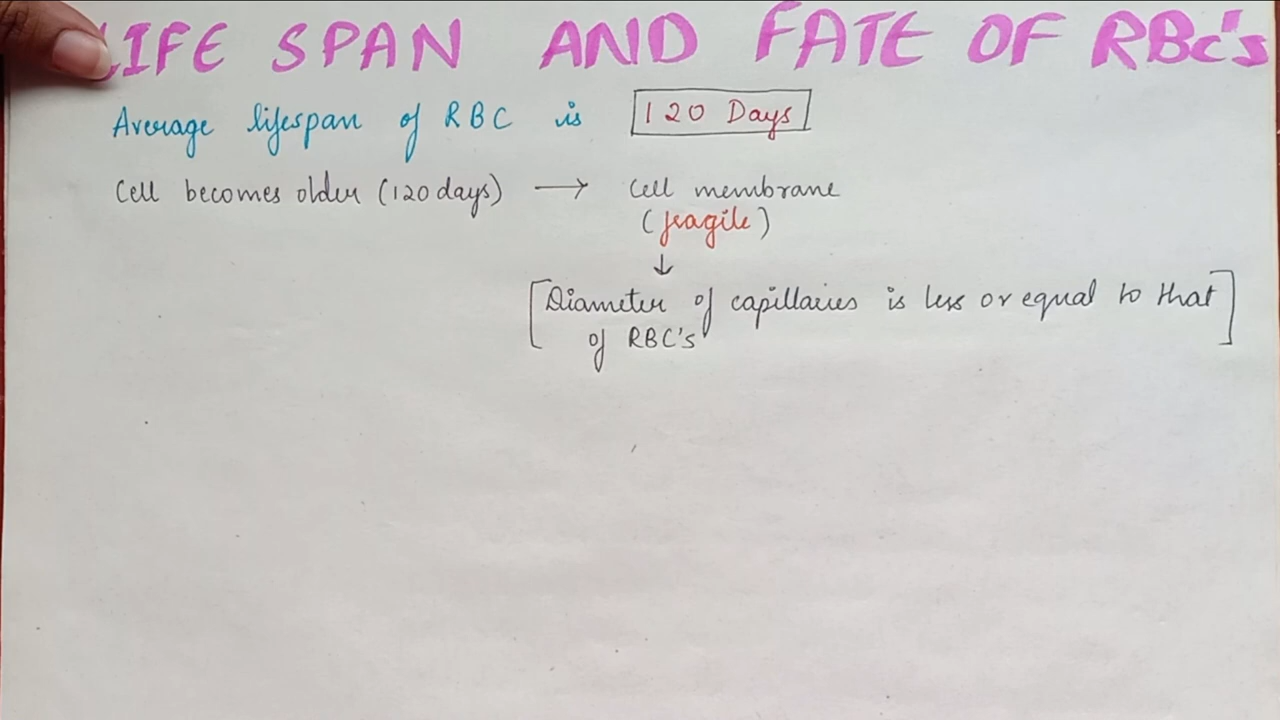 LIFE SPAN AND FATE OF RBC's
Average lifespan of RBC is 120 Days
Cell becomes older (120 days) → Cell membrane
(fragile)
↓
[Diameter of capillaries is less or equal to that
of RBC's]